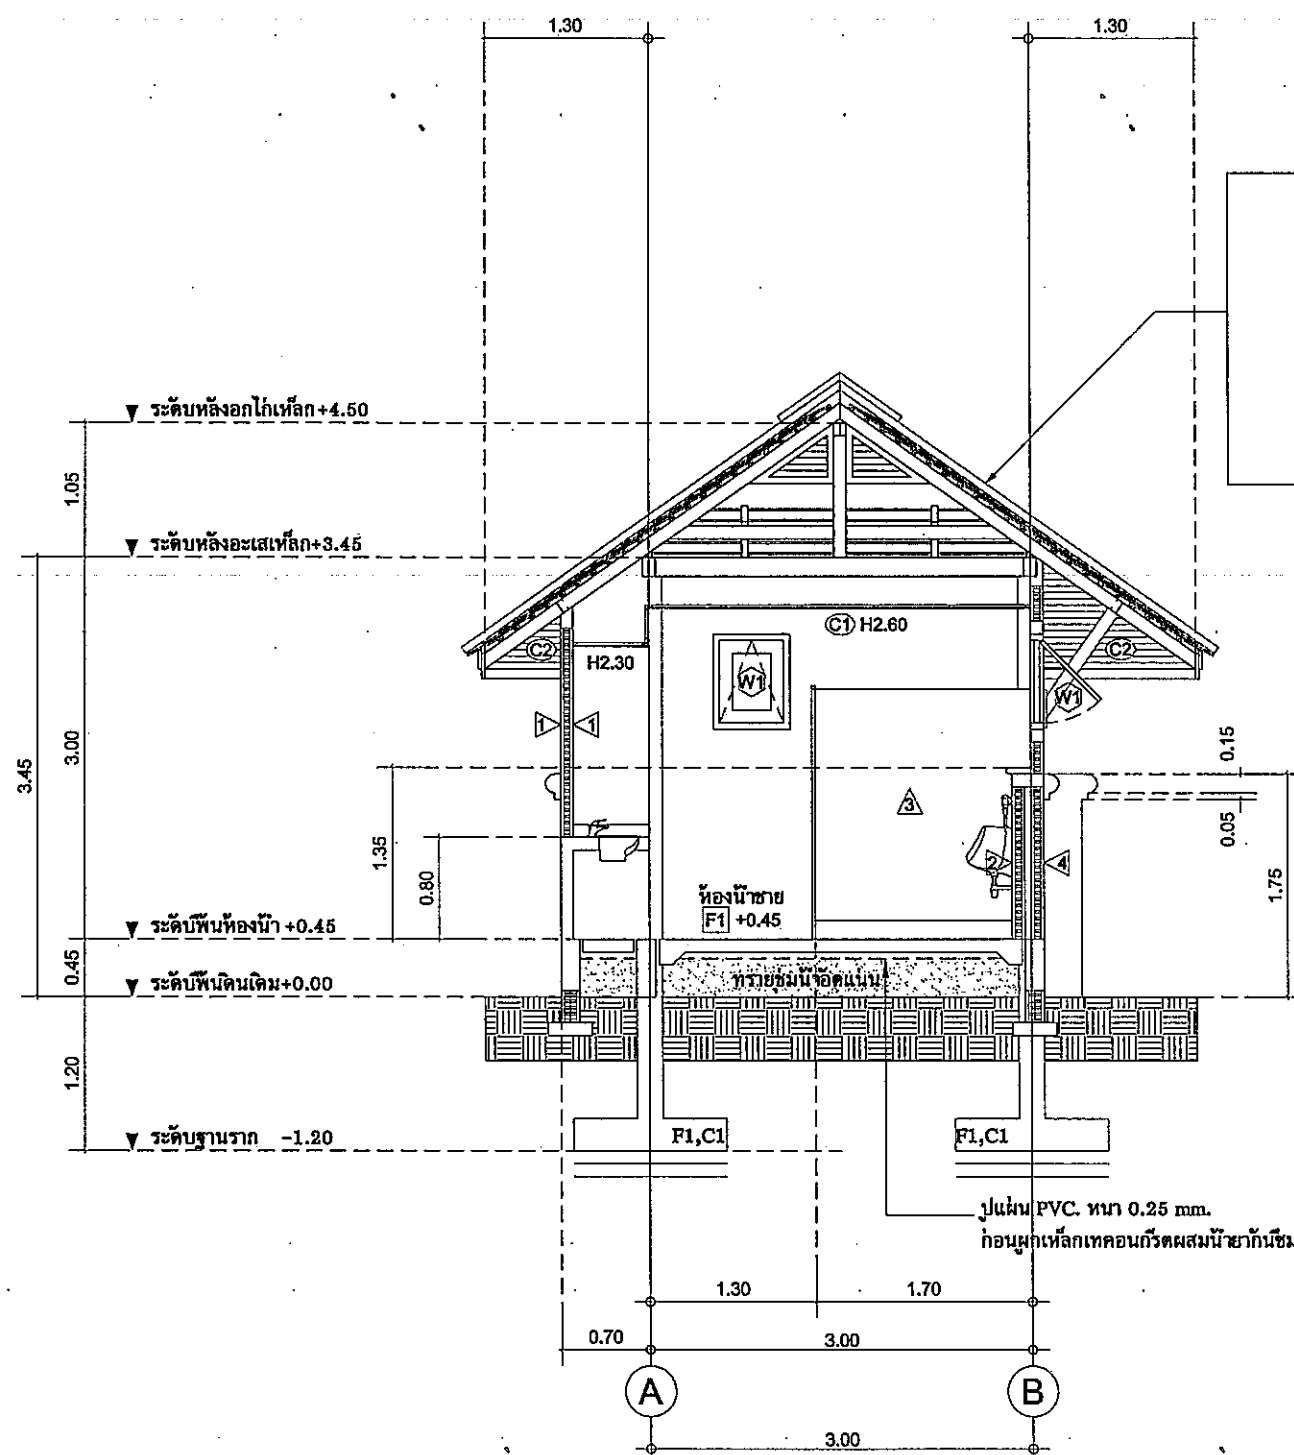 1.30
1.30
ระดับหลังอกไก่เหล็ก+4.50
1.05
ระดับหลังอะเสเหล็ก+3.45
C1 H2.60
C2
C2
H2.30
W1
W1
1
1
3.00
3.45
0.15
3
0.05
1.35
0.80
2
4
1.75
ห้องน้ำชาย
F1 +0.45
ระดับพื้นห้องน้ำ +0.45
0.45
ทรายชุ่มน้ำอัดแน่น
ระดับพื้นดินเดิม+0.00
1.20
ระดับฐานราก -1.20
F1,C1
F1,C1
ปูแผ่น PVC. หนา 0.25 mm.
ก่อนผูกเหล็กเทคอนกรีตผสมน้ำยากันซึม
1.30
1.70
0.70
3.00
A
B
3.00